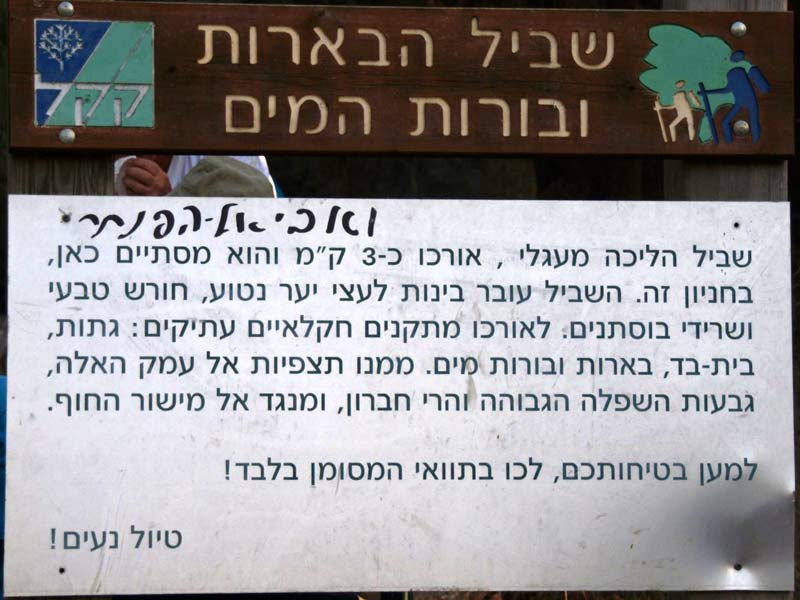 שביל הבארות
ובורות המים
קקל
שביל הליכה מעגלי , אורכו כ-3 ק״מ והוא מסתיים כאן,
בחניון זה. השביל עובר בינות לעצי יער נטוע, חורש טבעי
ושרידי בוסתנים. לאורכו מתקנים חקלאיים עתיקים: גתות,
בית-בד, בארות ובורות מים. ממנו תצפיות אל עמק האלה,
גבעות השפלה הגבוהה והרי חברון, ומנגד אל מישור החוף.
למען בטיחותכם, לכו בתוואי המסומן בלבד!
טיול נעים!